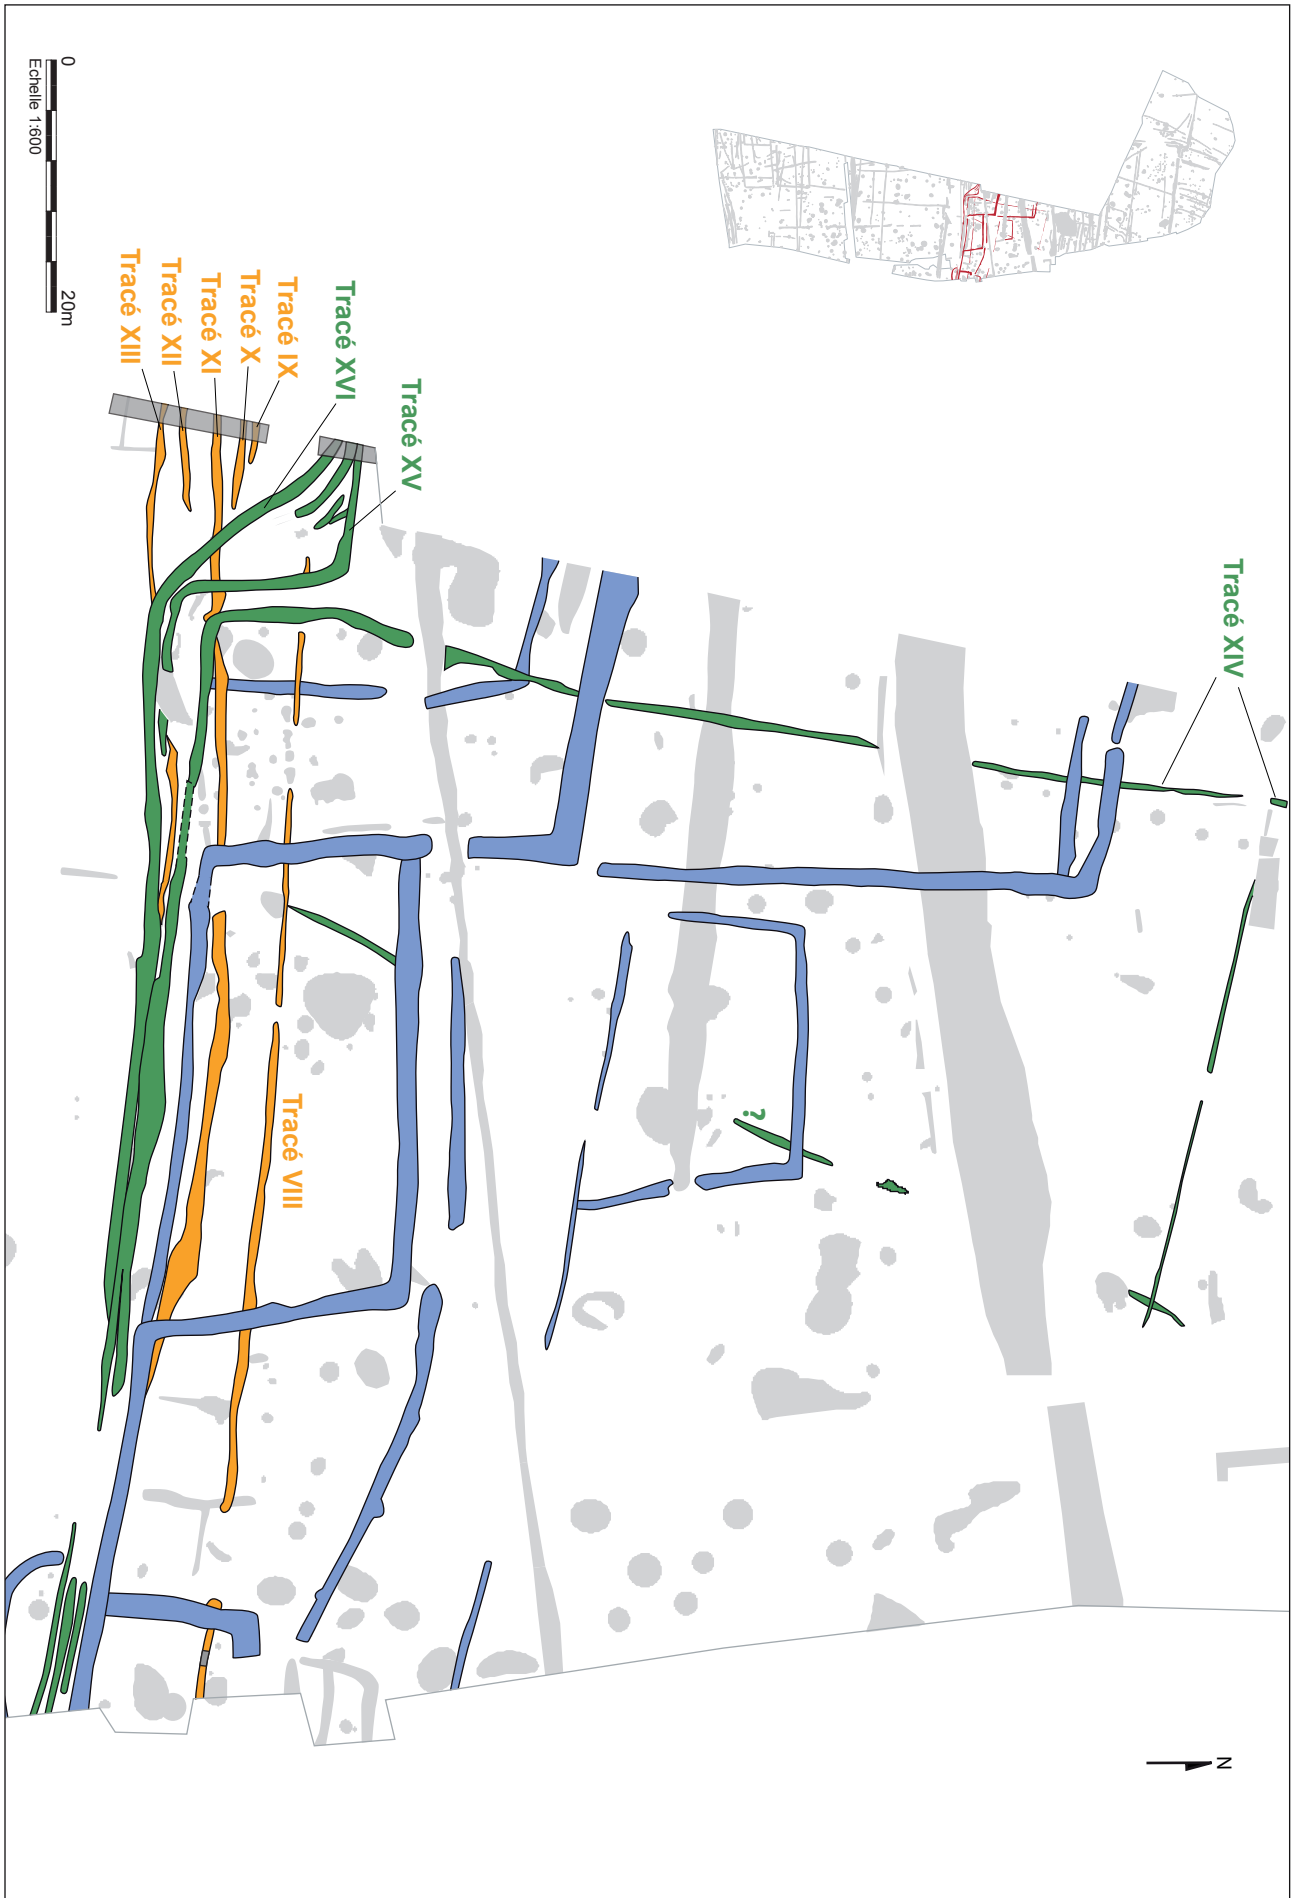 Tracé XIV
Tracé XV
Tracé XVI
Tracé IX
Tracé X
Tracé XI
Tracé XII
Tracé XIII
Tracé VIII
?
N
0
20m
Echelle 1:600